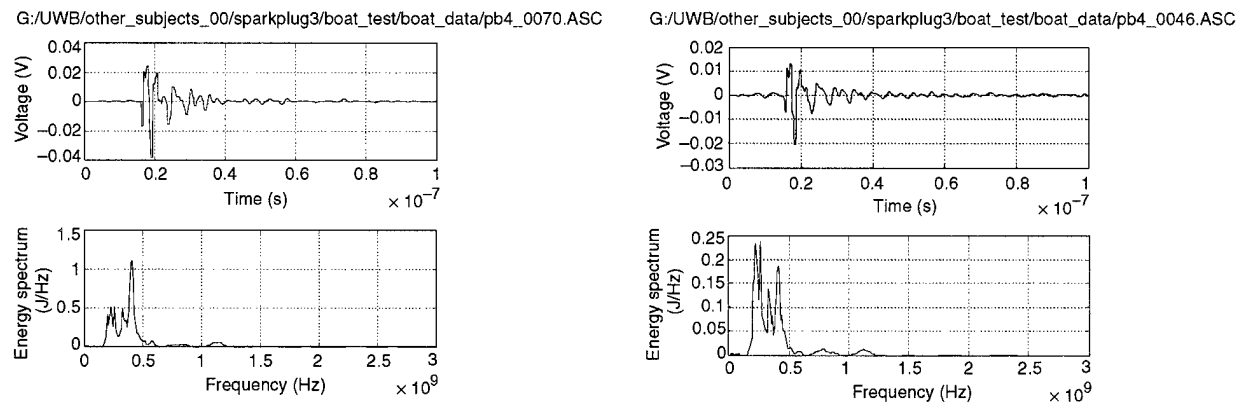 G:/UWB/other_subjects_00/sparkplug3/boat_test/boat_data/pb4_0070.ASC
Voltage (V)
0.04
0.02
0
−0.02
−0.04
0 0.2 0.4 0.6 0.8 1
Time (s)
× 10⁻⁷
Energy spectrum
(J/Hz)
1.5
1
0.5
0
0 0.5 1 1.5 2 2.5 3
Frequency (Hz)
× 10⁹
G:/UWB/other_subjects_00/sparkplug3/boat_test/boat_data/pb4_0046.ASC
Voltage (V)
0.02
0.01
0
−0.01
−0.02
−0.03
0 0.2 0.4 0.6 0.8 1
Time (s)
× 10⁻⁷
Energy spectrum
(J/Hz)
0.25
0.2
0.15
0.1
0.05
0
0 0.5 1 1.5 2 2.5 3
Frequency (Hz)
× 10⁹